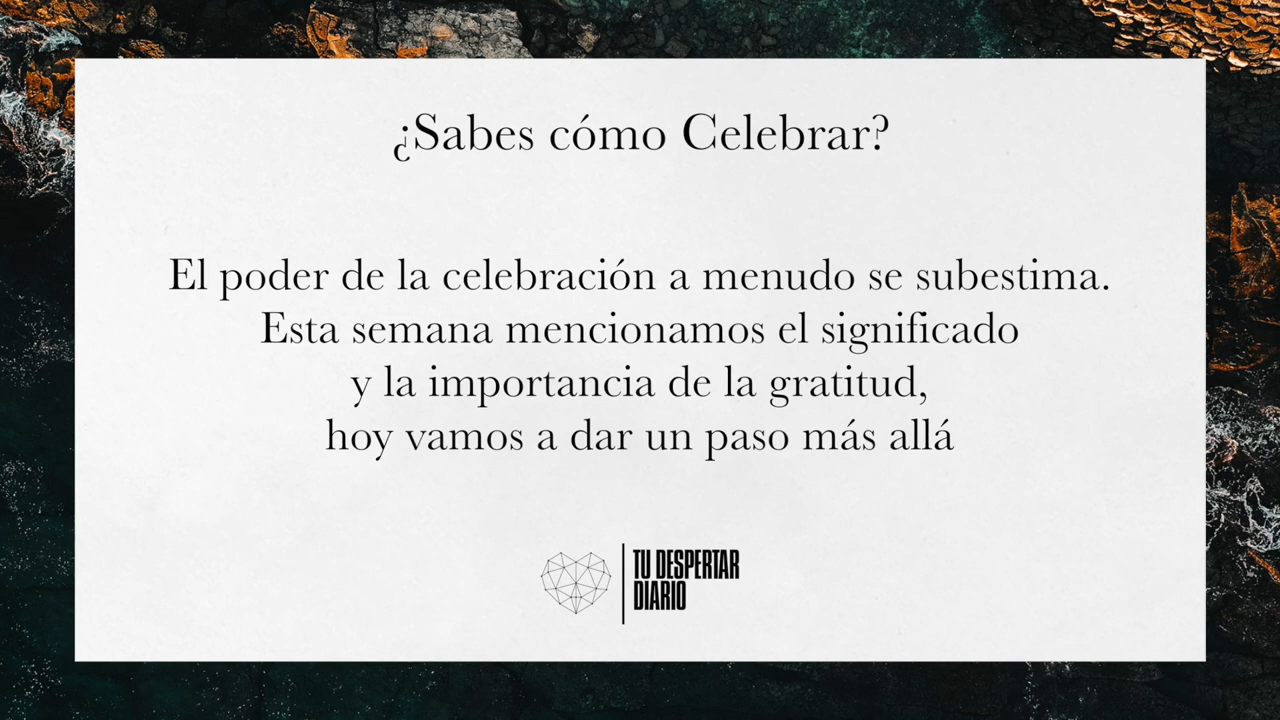 ¿Sabes cómo Celebrar?
El poder de la celebración a menudo se subestima.
Esta semana mencionamos el significado
y la importancia de la gratitud,
hoy vamos a dar un paso más allá
TU DESPERTAR
DIARIO